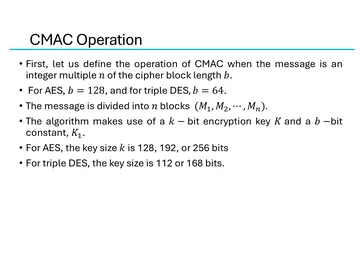 CMAC Operation
• First, let us define the operation of CMAC when the message is an
integer multiple n of the cipher block length b.
• For AES, b = 128, and for triple DES, b = 64.
• The message is divided into n blocks (M₁, M₂, ⋯, Mₙ).
• The algorithm makes use of a k − bit encryption key K and a b −bit
constant, K₁.
• For AES, the key size k is 128, 192, or 256 bits
• For triple DES, the key size is 112 or 168 bits.